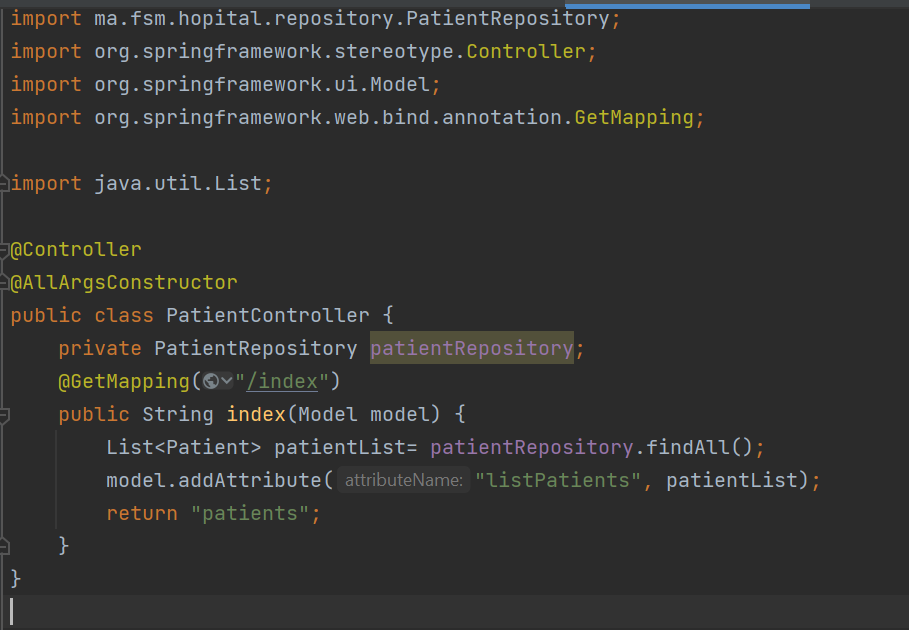 import ma.fsm.hopital.repository.PatientRepository;
import org.springframework.stereotype.Controller;
import org.springframework.ui.Model;
import org.springframework.web.bind.annotation.GetMapping;
import java.util.List;
@Controller
@AllArgsConstructor
public class PatientController {
    private PatientRepository patientRepository;
    @GetMapping("/index")
    public String index(Model model) {
        List<Patient> patientList= patientRepository.findAll();
        model.addAttribute( attributeName: "listPatients", patientList);
        return "patients";
    }
}